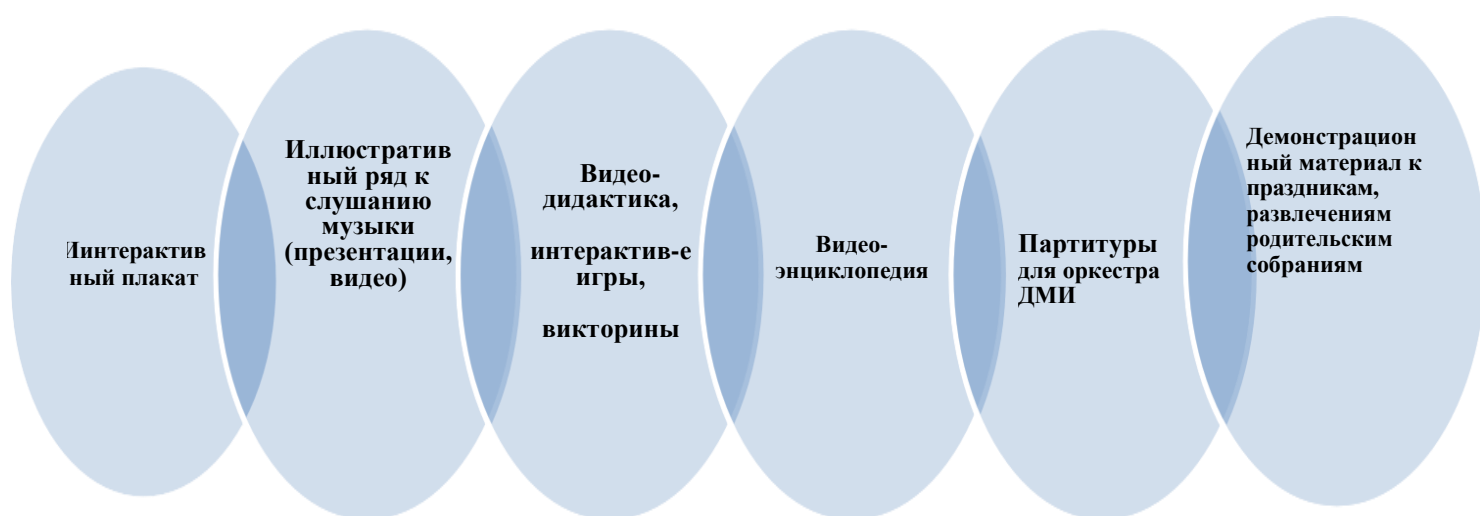 Иинтерактив
ный плакат
Иллюстратив
ный ряд к
слушанию
музыки
(презентации,
видео)
Видео-
дидактика,
интерактив-е
игры,
викторины
Видео-
энциклопедия
Партитуры
для оркестра
ДМИ
Демонстрацион
ный материал к
праздникам,
развлечениям
родительским
собраниям